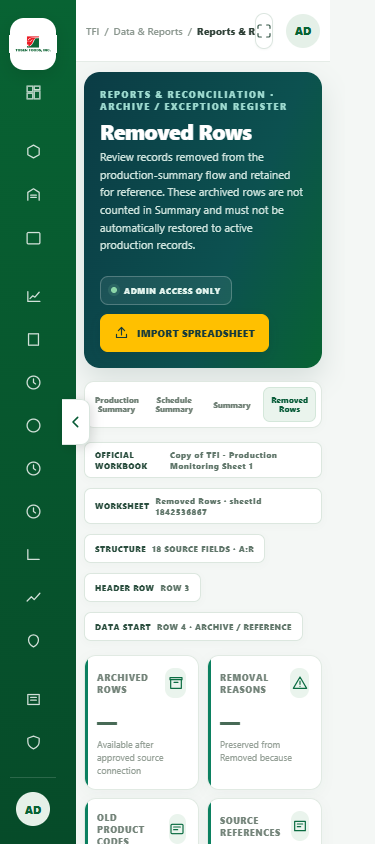 TFI / Data & Reports / Reports & R
AD
REPORTS & RECONCILIATION ·
ARCHIVE / EXCEPTION REGISTER
Removed Rows
Review records removed from the
production-summary flow and retained
for reference. These archived rows are not
counted in Summary and must not be
automatically restored to active
production records.
ADMIN ACCESS ONLY
IMPORT SPREADSHEET
Production
Summary
Schedule
Summary
Summary
Removed
Rows
OFFICIAL
WORKBOOK
Copy of TFI - Production
Monitoring Sheet 1
WORKSHEET
Removed Rows · sheetId
1842536867
STRUCTURE 18 SOURCE FIELDS · A:R
HEADER ROW ROW 3
DATA START ROW 4 · ARCHIVE / REFERENCE
ARCHIVED
ROWS
—
Available after
approved source
connection
REMOVAL
REASONS
—
Preserved from
Removed because
OLD
PRODUCT
CODES
SOURCE
REFERENCES
AD